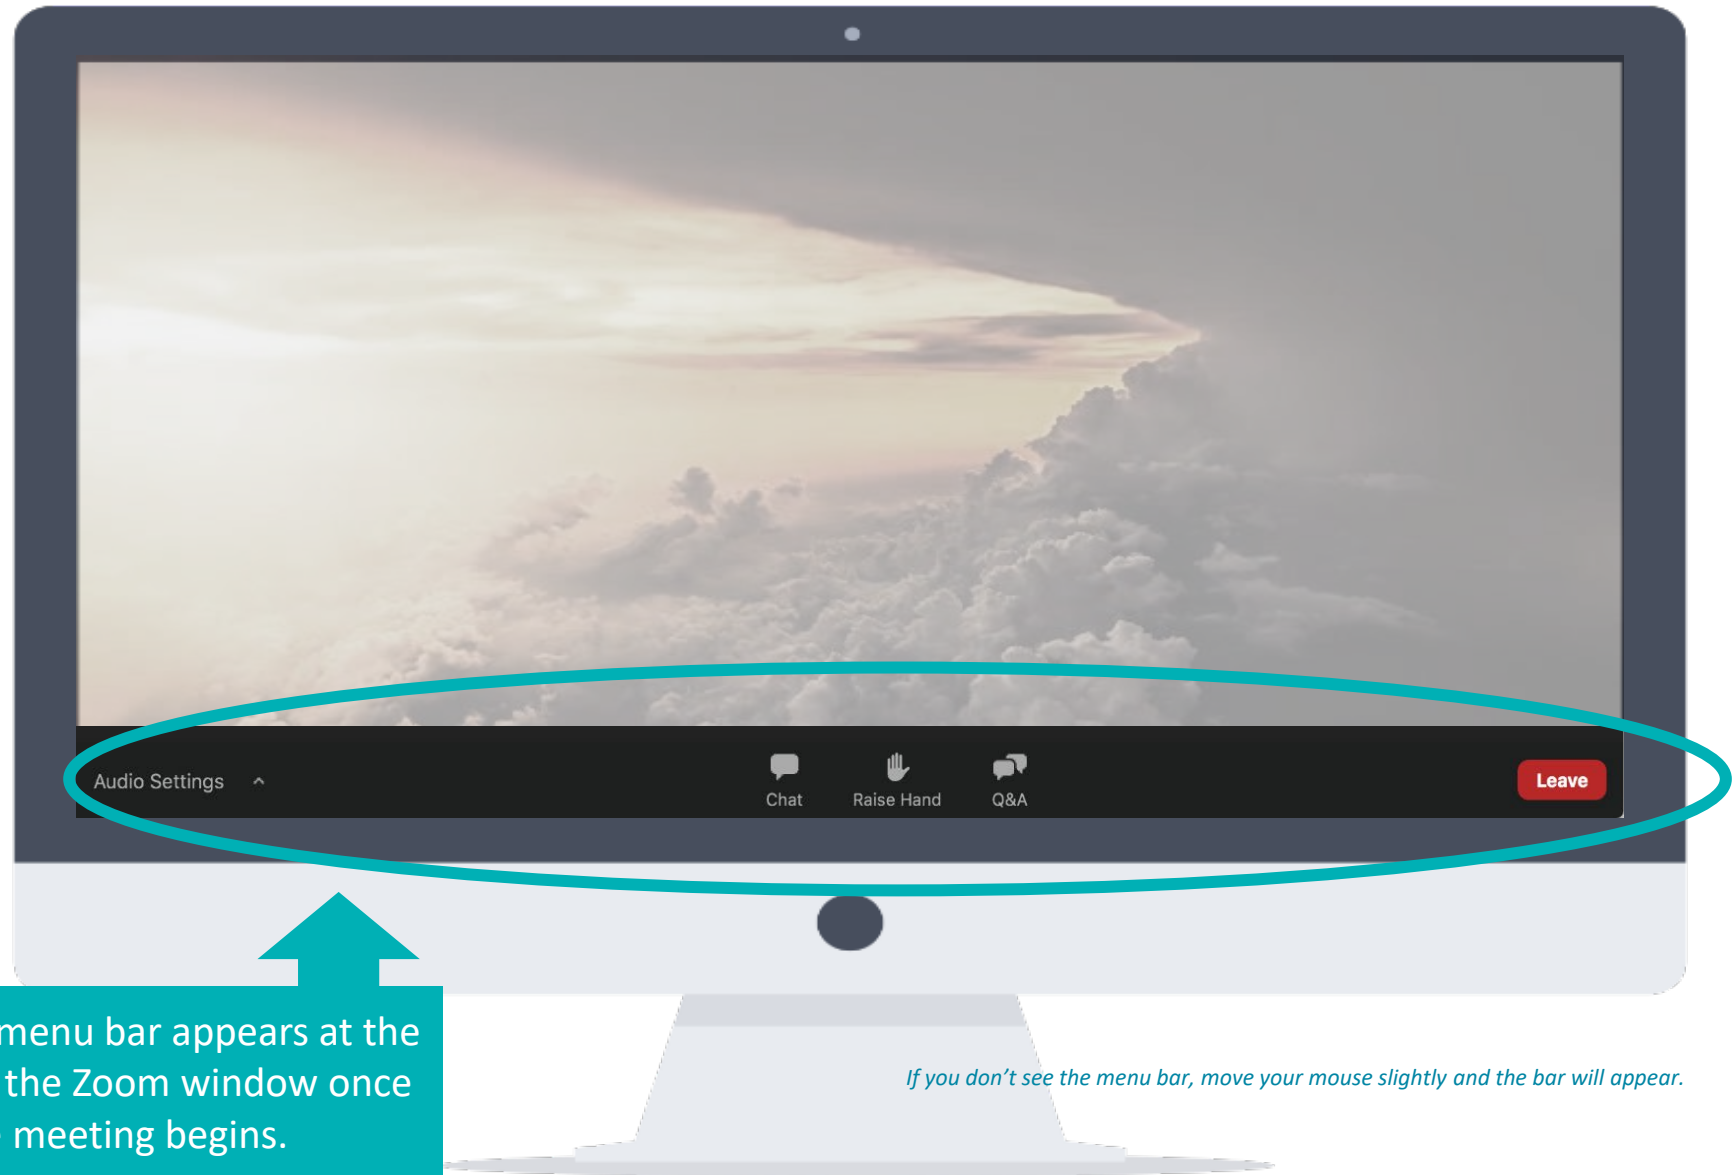 Audio Settings
Chat
Raise Hand
Q&A
Leave
menu bar appears at the
the Zoom window once
meeting begins.
If you don’t see the menu bar, move your mouse slightly and the bar will appear.